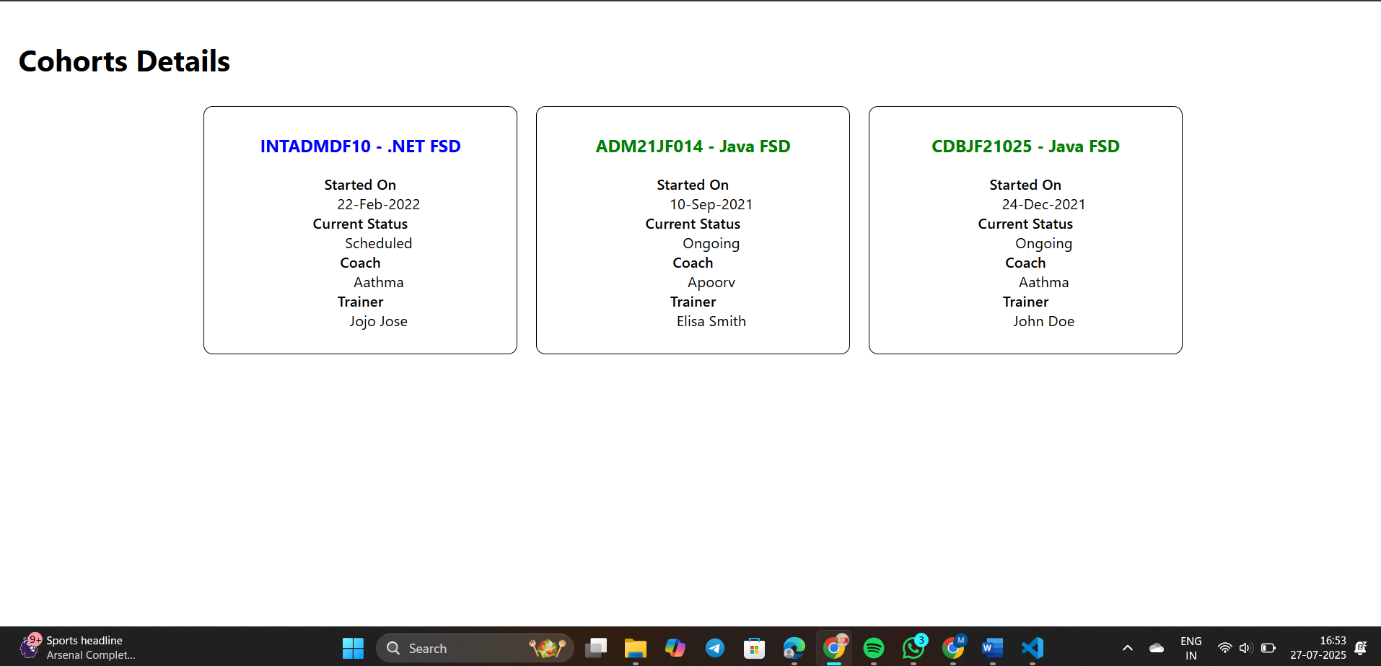 Cohorts Details
INTADMDF10 - .NET FSD
Started On
22-Feb-2022
Current Status
Scheduled
Coach
Aathma
Trainer
Jojo Jose
ADM21JF014 - Java FSD
Started On
10-Sep-2021
Current Status
Ongoing
Coach
Apoorv
Trainer
Elisa Smith
CDBJF21025 - Java FSD
Started On
24-Dec-2021
Current Status
Ongoing
Coach
Aathma
Trainer
John Doe
9+
Sports headline
Arsenal Complet...
Search
3
M
W
ENG
IN
16:53
27-07-2025